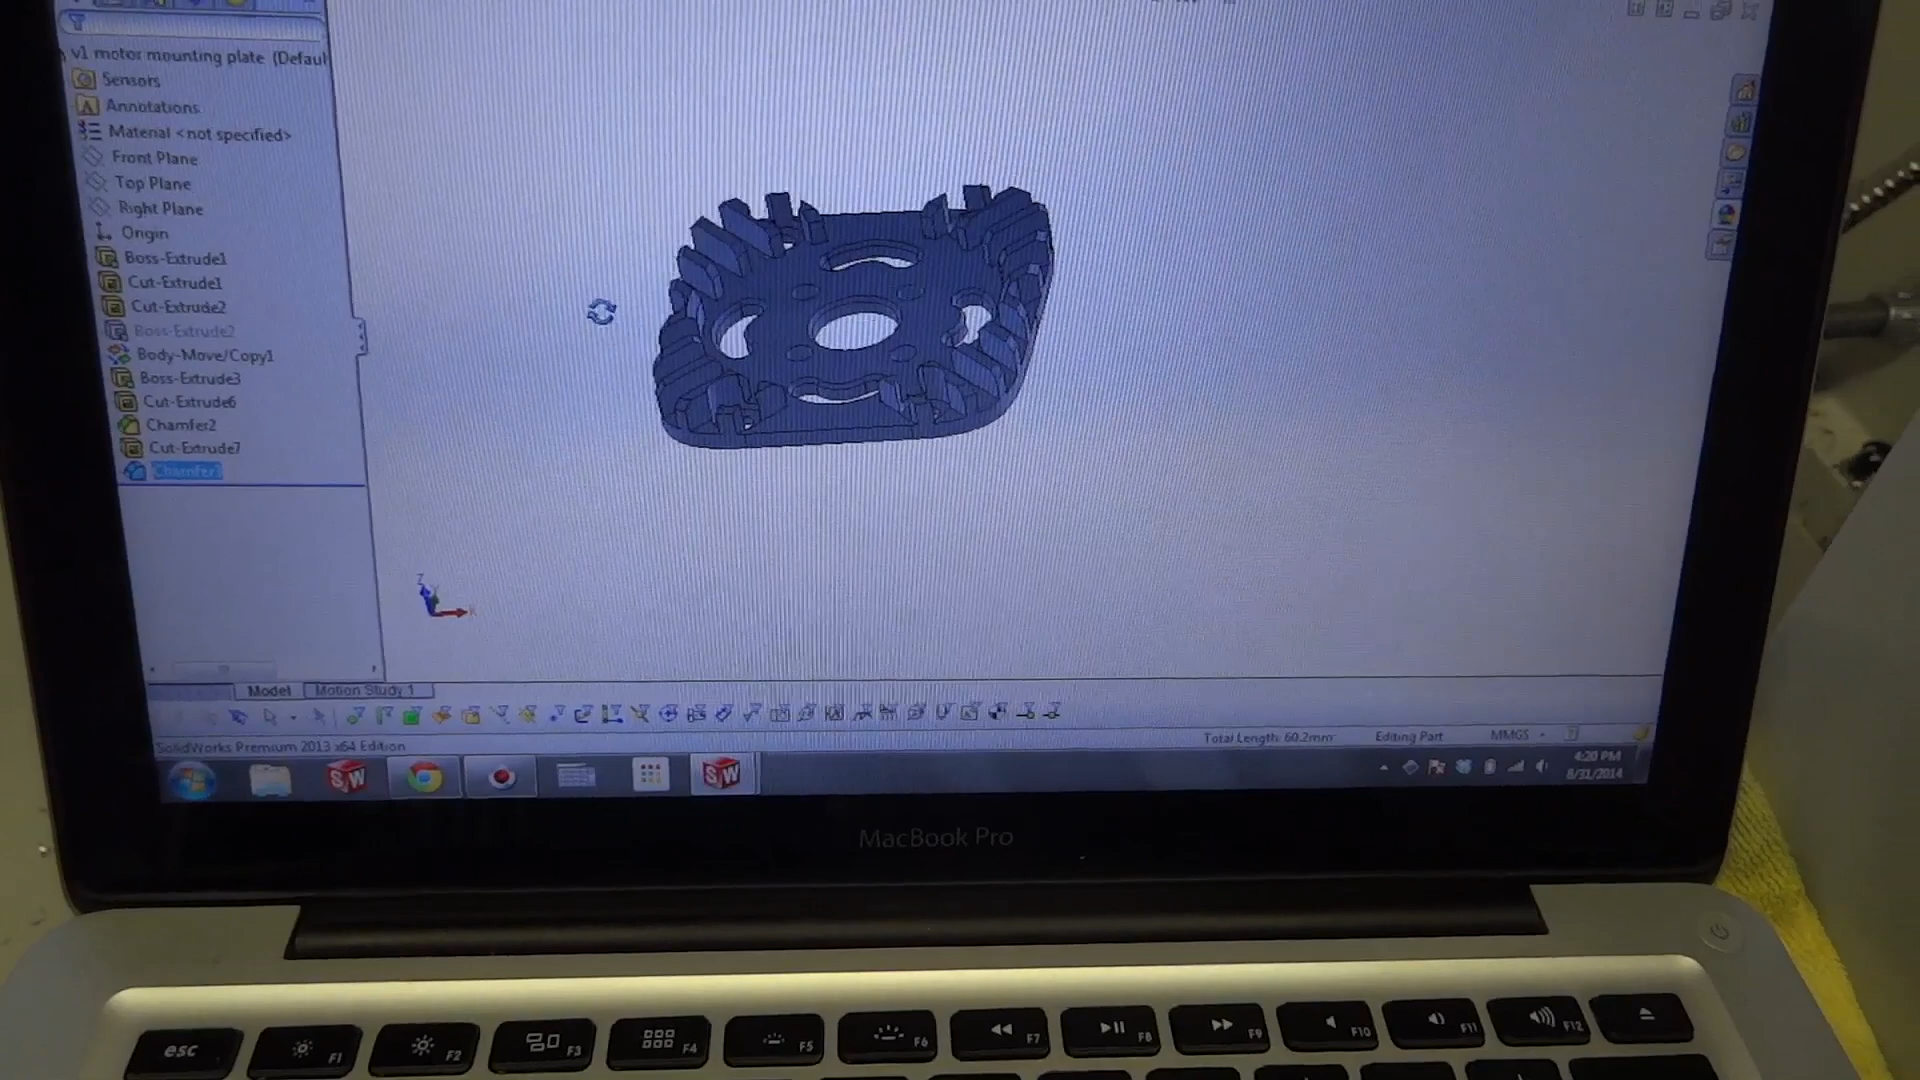 v1 motor mounting plate (Defaul
Sensors
Annotations
Material <not specified>
Front Plane
Top Plane
Right Plane
Origin
Boss-Extrude1
Cut-Extrude1
Cut-Extrude2
Boss-Extrude2
Body-Move/Copy1
Boss-Extrude3
Cut-Extrude6
Chamfer2
Cut-Extrude7
Z
Model
Motion Study 1
SolidWorks Premium 2013 x64 Edition
Total Length: 60.2mm
Editing Part
MMGS
SW
SW
4:20 PM
8/31/2014
MacBook Pro
esc
F1
F2
F3
F4
F5
F6
F7
F8
F9
F10
F11
F12